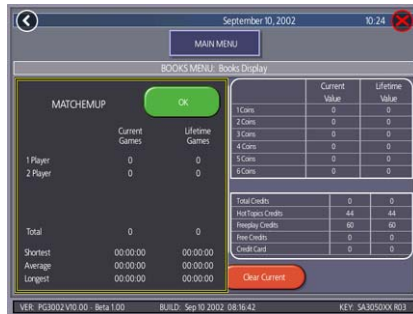 September 10, 2002 10:24
MAIN MENU
BOOKS MENU: Books Display
MATCHEMUP OK
Current Games Lifetime Games
1 Player 0 0
2 Player 0 0
Total 0 0
Shortest 00:00:00 00:00:00
Average 00:00:00 00:00:00
Longest 00:00:00 00:00:00
Current Value Lifetime Value
1 Coins 0 0
2 Coins 0 0
3 Coins 0 0
4 Coins 0 0
5 Coins 0 0
6 Coins 0 0
Total Credits 0 0
HotTopics Credits 44 44
Freeplay Credits 60 60
Free Credits 0 0
Credit Card 0 0
Clear Current
VER: PG3002 V10.00 - Beta 1.00 BUILD: Sep 10 2002 08:16:42 KEY: SA3050XX R03